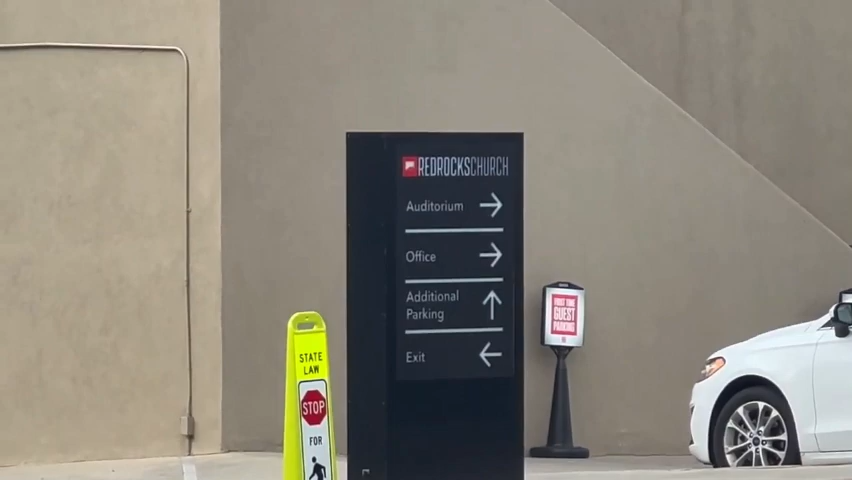 REDROCKSCHURCH
Auditorium
Office
Additional
Parking
Exit
STATE
LAW
STOP
FOR
FIRST TIME
GUEST
PARKING